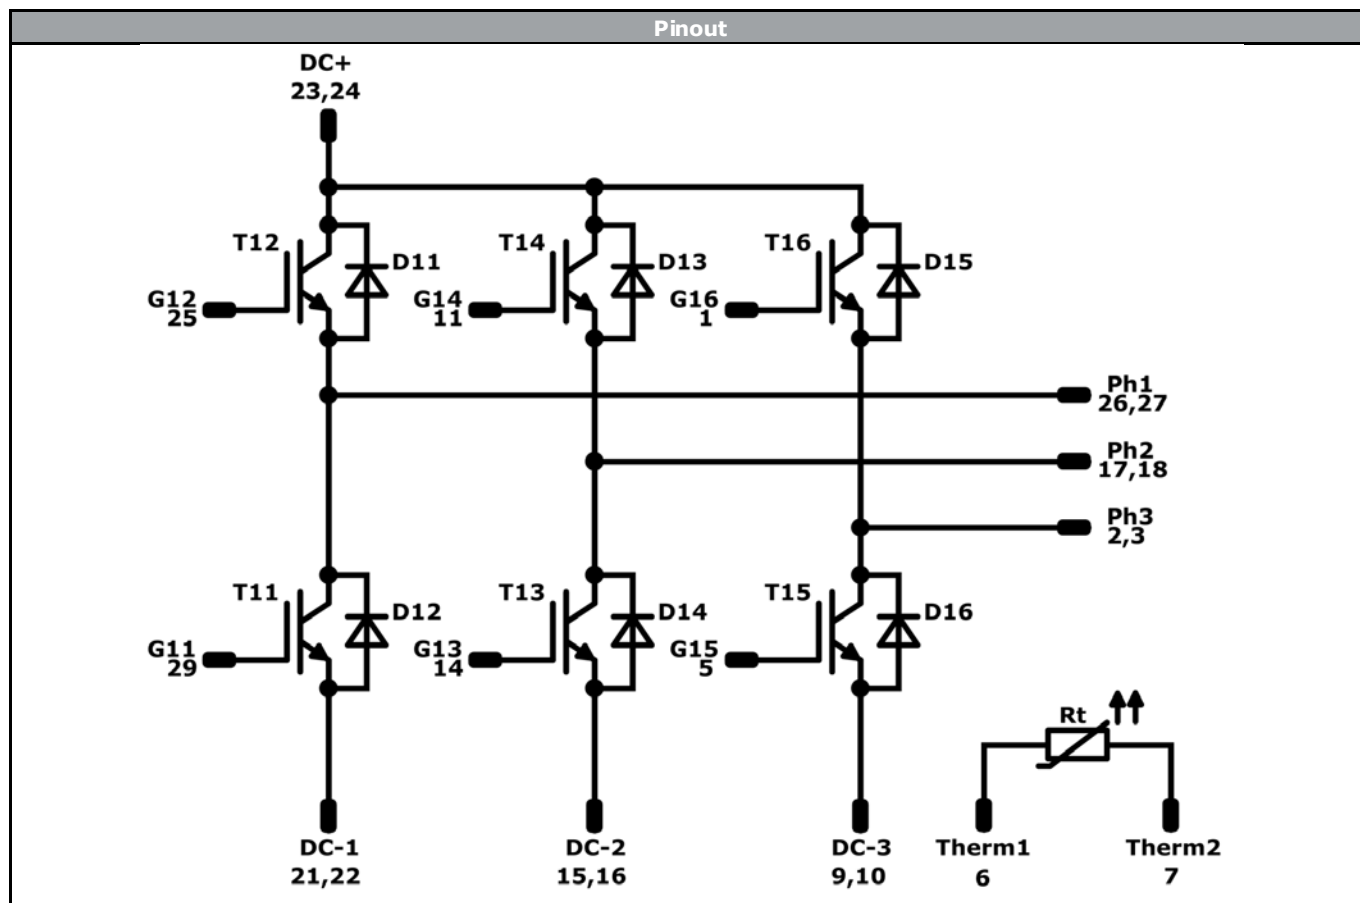 Pinout
DC+
23,24
T12
D11
G12
25
T14
D13
G14
11
T16
D15
G16
1
Ph1
26,27
Ph2
17,18
Ph3
2,3
T11
D12
G11
29
T13
D14
G13
14
T15
D16
G15
5
Rt
DC-1
21,22
DC-2
15,16
DC-3
9,10
Therm1
6
Therm2
7